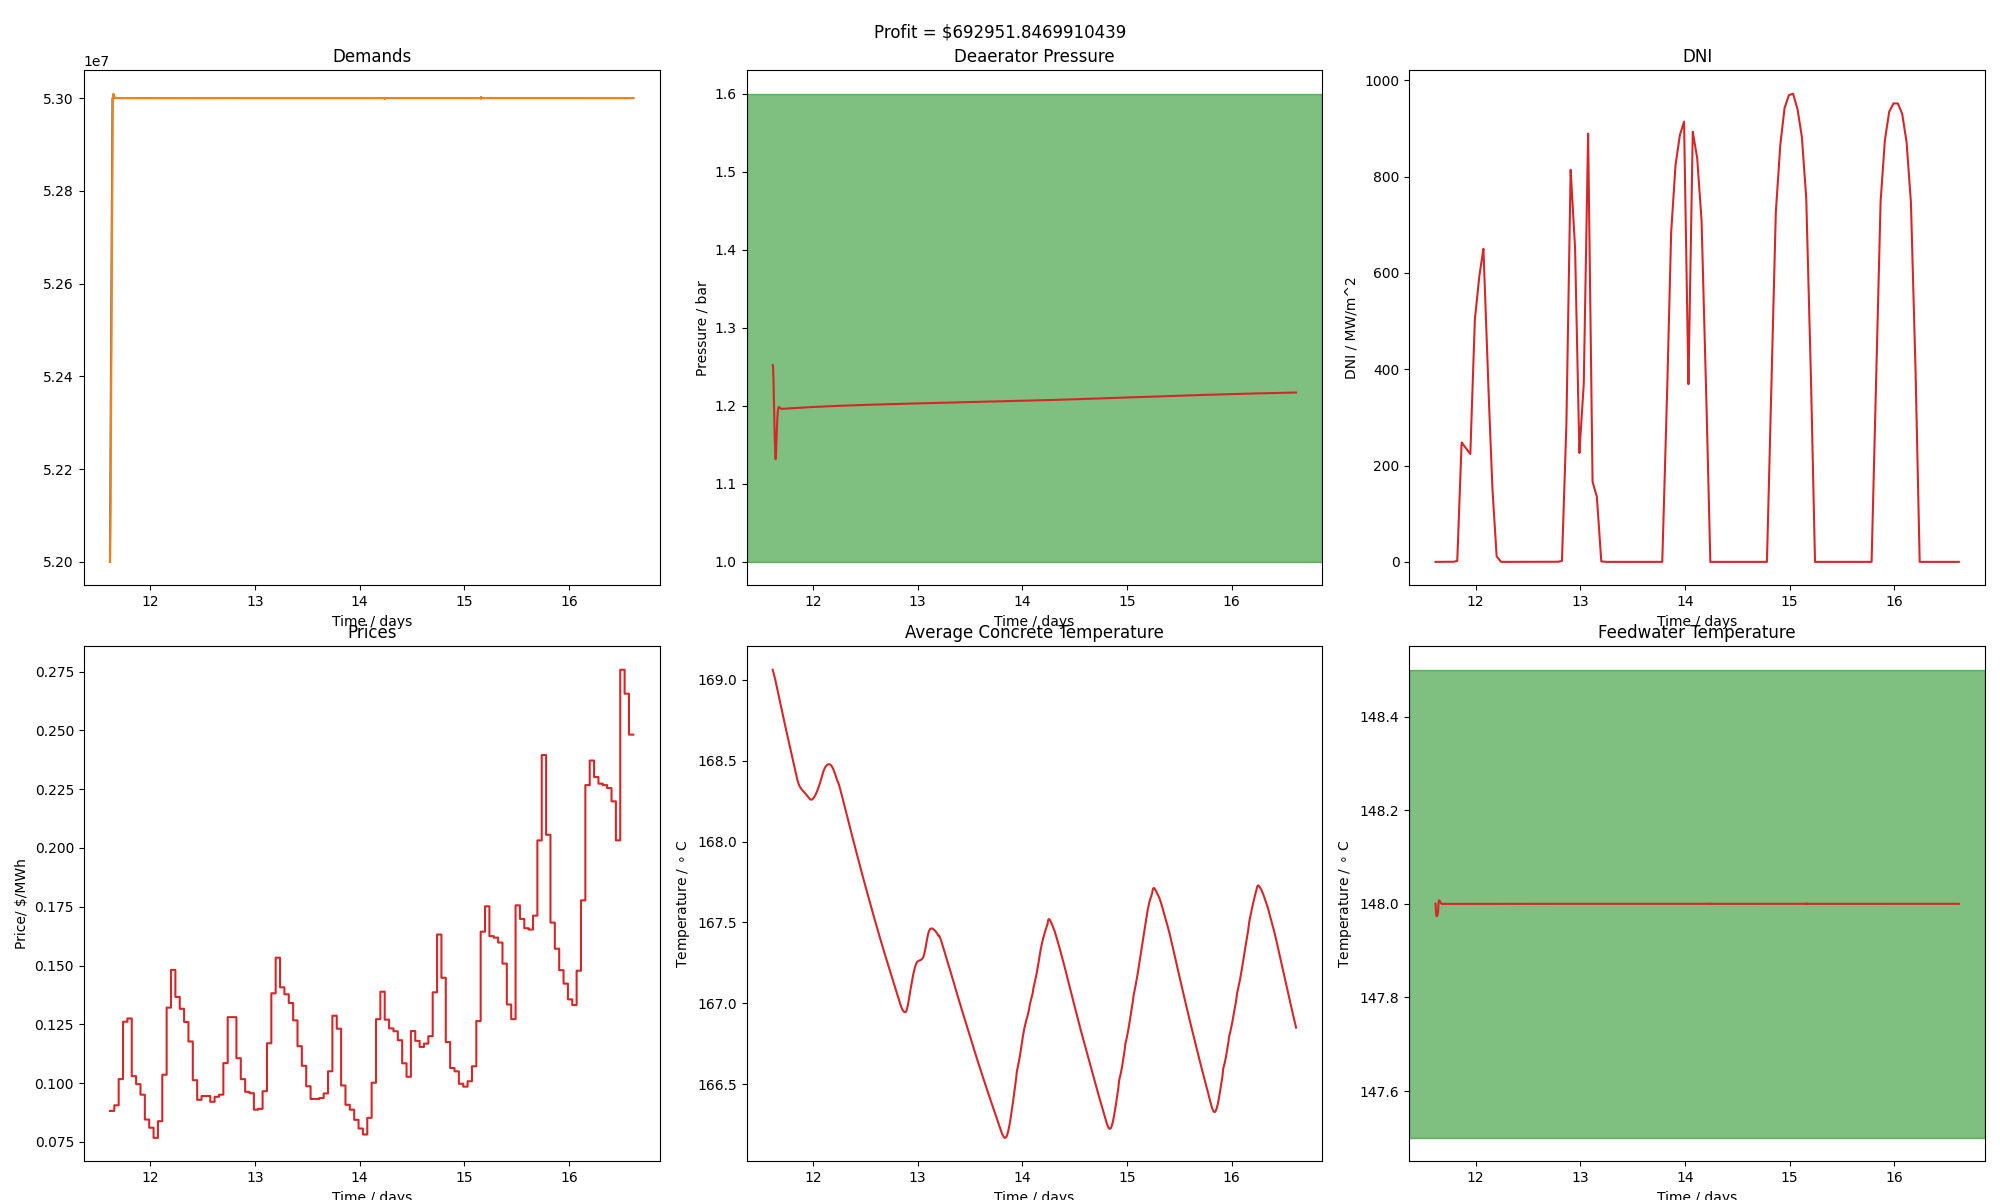 Profit = $692951.8469910439
Demands
1e7
5.30
5.28
5.26
5.24
5.22
5.20
12 13 14 15 16
Time / days
Deaerator Pressure
Pressure / bar
1.6
1.5
1.4
1.3
1.2
1.1
1.0
12 13 14 15 16
Time / days
DNI
DNI / MW/m^2
1000
800
600
400
200
0
12 13 14 15 16
Time / days
Prices
Price/ $/MWh
0.275
0.250
0.225
0.200
0.175
0.150
0.125
0.100
0.075
12 13 14 15 16
Time / days
Average Concrete Temperature
Temperature / ∘ C
169.0
168.5
168.0
167.5
167.0
166.5
12 13 14 15 16
Time / days
Feedwater Temperature
Temperature / ∘ C
148.4
148.2
148.0
147.8
147.6
12 13 14 15 16
Time / days